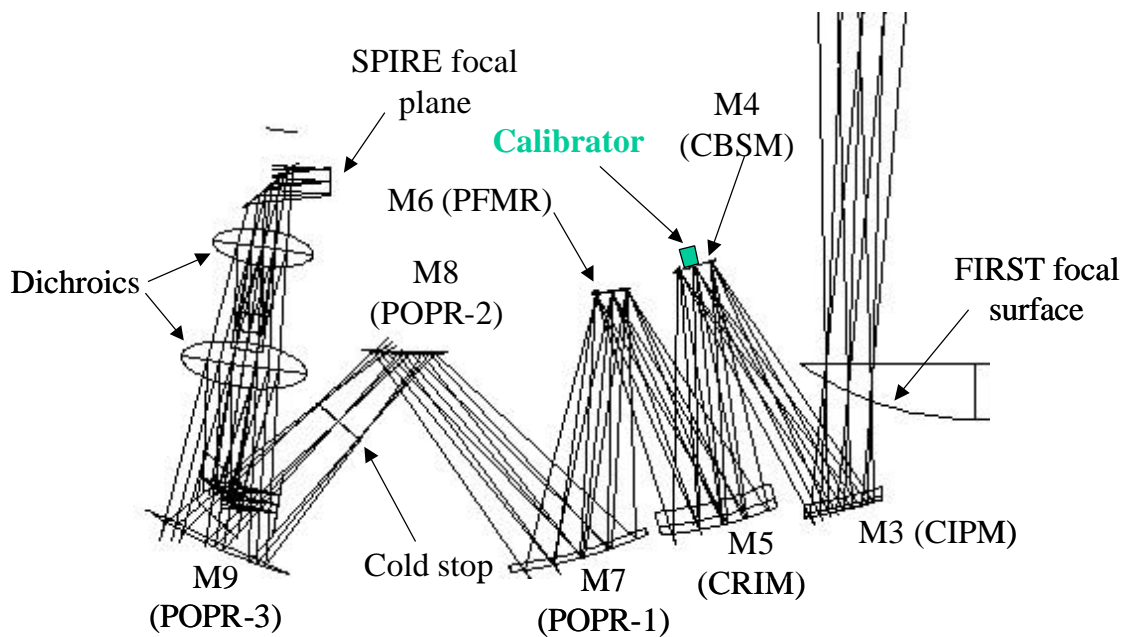 SPIRE focal
plane
M4
(CBSM)
Calibrator
M6 (PFMR)
Dichroics
M8
(POPR-2)
FIRST focal
surface
Cold stop
M9
(POPR-3)
M7
(POPR-1)
M5
(CRIM)
M3 (CIPM)